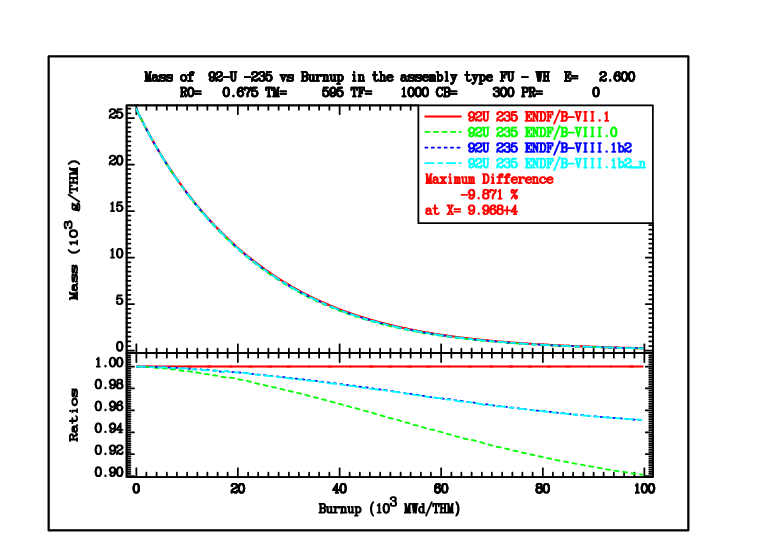 Mass of 92-U -235 vs Burnup in the assembly type FU - WH E= 2.600
RO= 0.675 TM= 595 TF= 1000 CB= 300 PR= 0
92U 235 ENDF/B-VII.1
92U 235 ENDF/B-VIII.0
92U 235 ENDF/B-VIII.1b2
92U 235 ENDF/B-VIII.1b2_n
Maximum Difference
-9.871 %
at X= 9.968+4
Mass (10³ g/THM)
25
20
15
10
5
0
Ratios
1.00
0.98
0.96
0.94
0.92
0.90
0 20 40 60 80 100
Burnup (10³ MWd/THM)